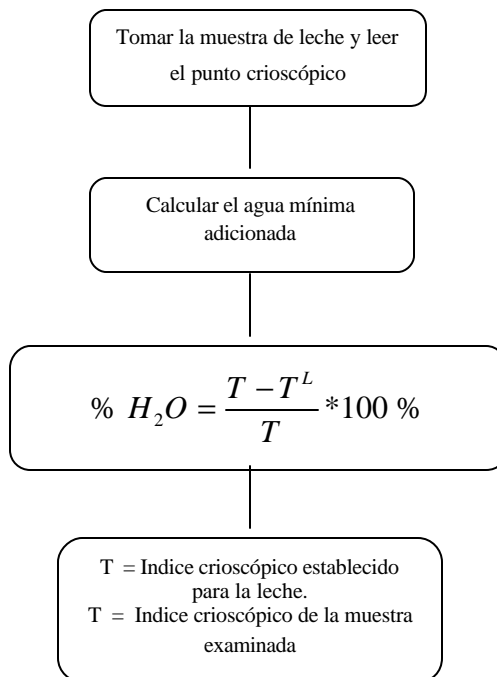 Tomar la muestra de leche y leer
el punto crioscópico
Calcular el agua mínima
adicionada
% H₂O = (T − T^L)/T *100 %
T = Indice crioscópico establecido
para la leche.
T = Indice crioscópico de la muestra
examinada